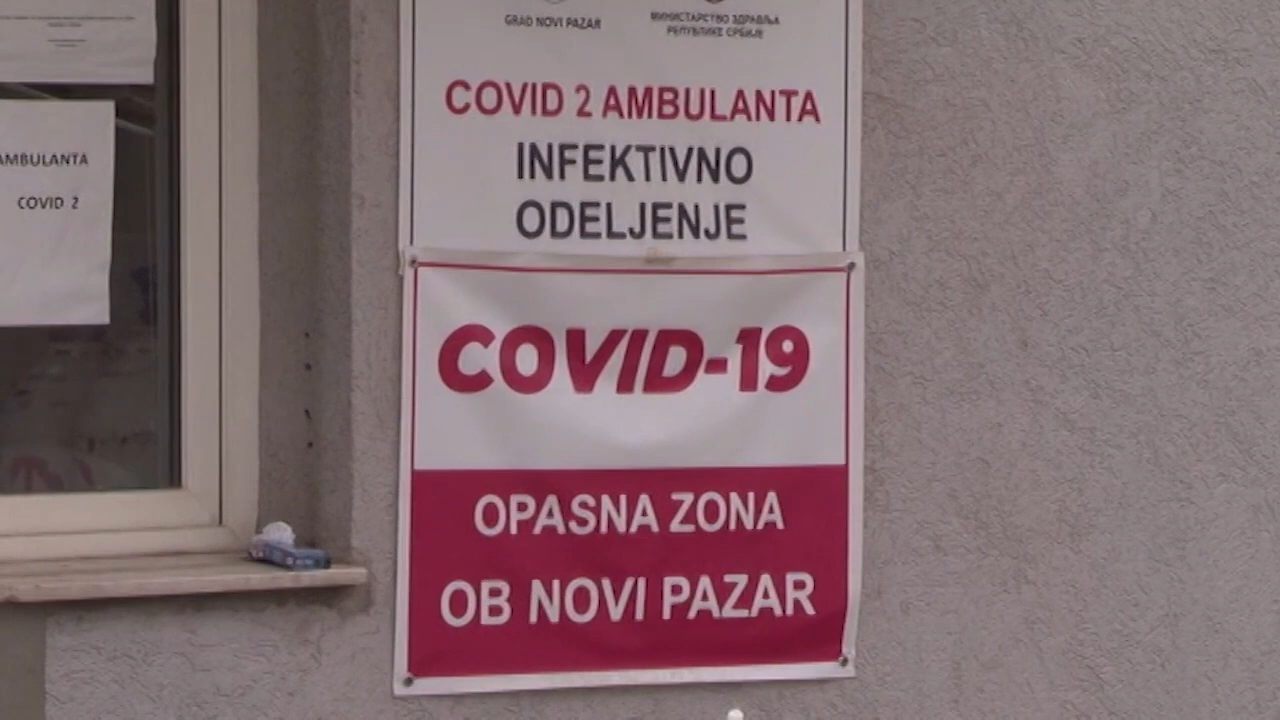 GRAD NOVI PAZAR
МИНИСТАРСТВО ЗДРАВЉА
РЕПУБЛИКЕ СРБИЈЕ
COVID 2 AMBULANTA
INFEKTIVNO
ODELJENJE
AMBULANTA
COVID 2
COVID-19
OPASNA ZONA
OB NOVI PAZAR